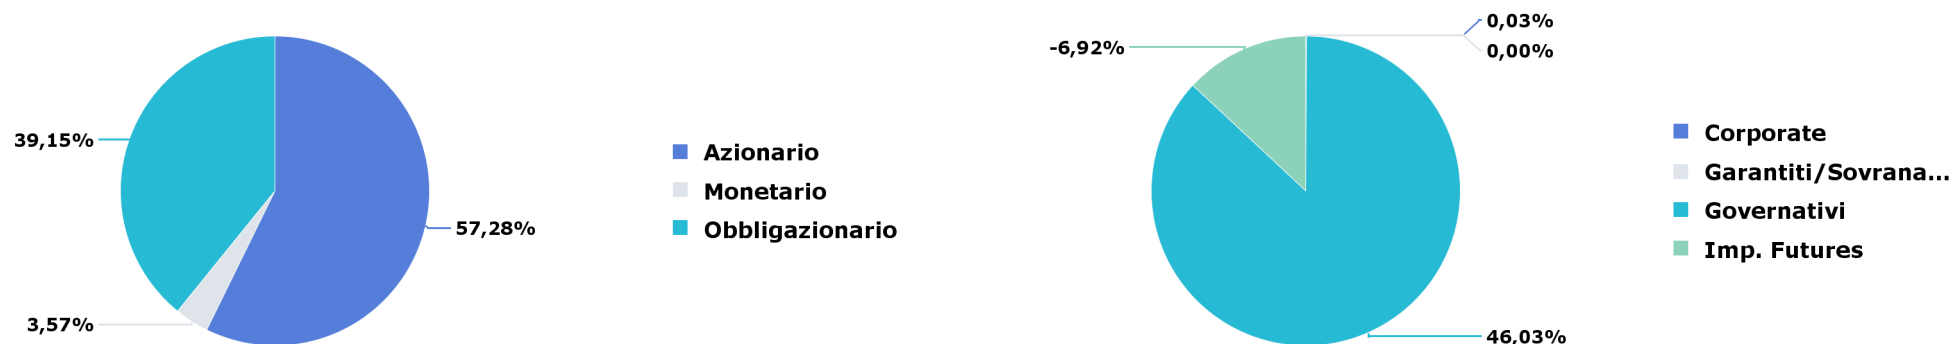 39,15%
57,28%
3,57%
Azionario
Monetario
Obbligazionario
-6,92%
0,03%
0,00%
46,03%
Corporate
Garantiti/Sovrana...
Governativi
Imp. Futures